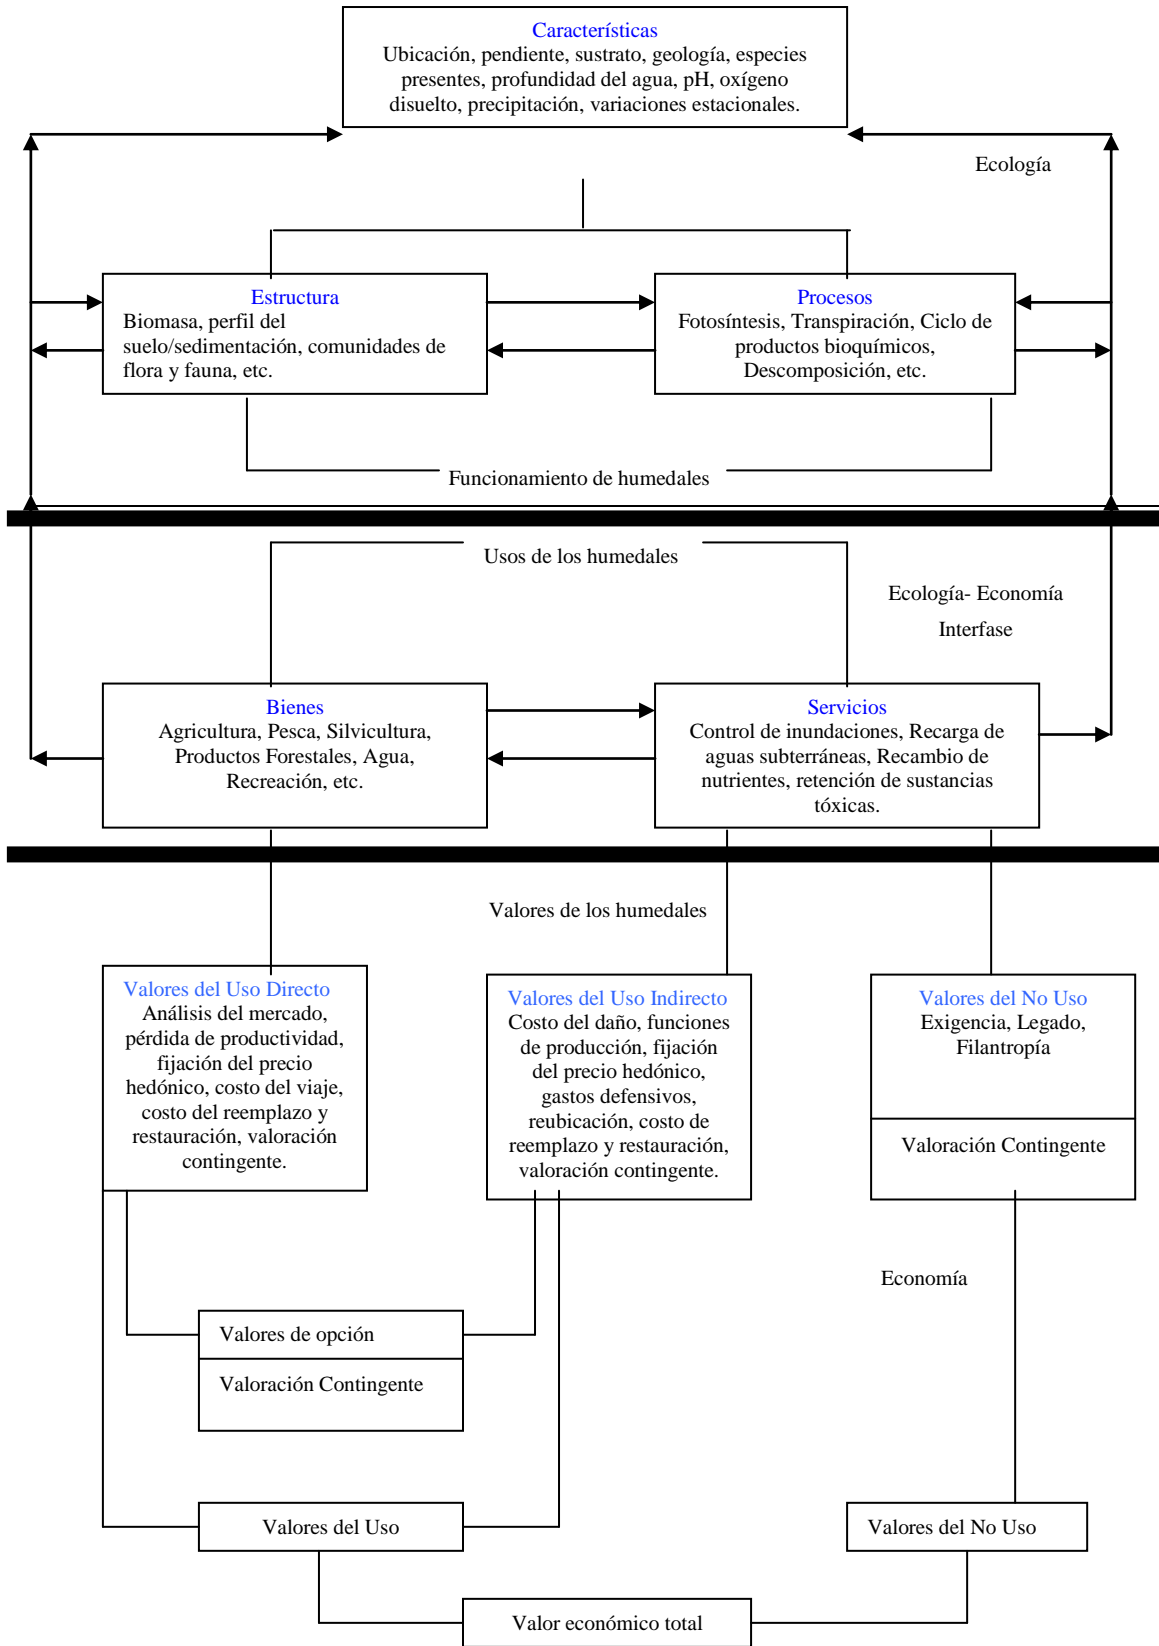 Características
Ubicación, pendiente, sustrato, geología, especies
presentes, profundidad del agua, pH, oxígeno
disuelto, precipitación, variaciones estacionales.
Ecología
Estructura
Biomasa, perfil del
suelo/sedimentación, comunidades de
flora y fauna, etc.
Procesos
Fotosíntesis, Transpiración, Ciclo de
productos bioquímicos,
Descomposición, etc.
Funcionamiento de humedales
Usos de los humedales
Ecología- Economía
Interfase
Bienes
Agricultura, Pesca, Silvicultura,
Productos Forestales, Agua,
Recreación, etc.
Servicios
Control de inundaciones, Recarga de
aguas subterráneas, Recambio de
nutrientes, retención de sustancias
tóxicas.
Valores de los humedales
Valores del Uso Directo
Análisis del mercado,
pérdida de productividad,
fijación del precio
hedónico, costo del viaje,
costo del reemplazo y
restauración, valoración
contingente.
Valores del Uso Indirecto
Costo del daño, funciones
de producción, fijación
del precio hedónico,
gastos defensivos,
reubicación, costo de
reemplazo y restauración,
valoración contingente.
Valores del No Uso
Exigencia, Legado,
Filantropía
Valoración Contingente
Economía
Valores de opción
Valoración Contingente
Valores del Uso
Valores del No Uso
Valor económico total